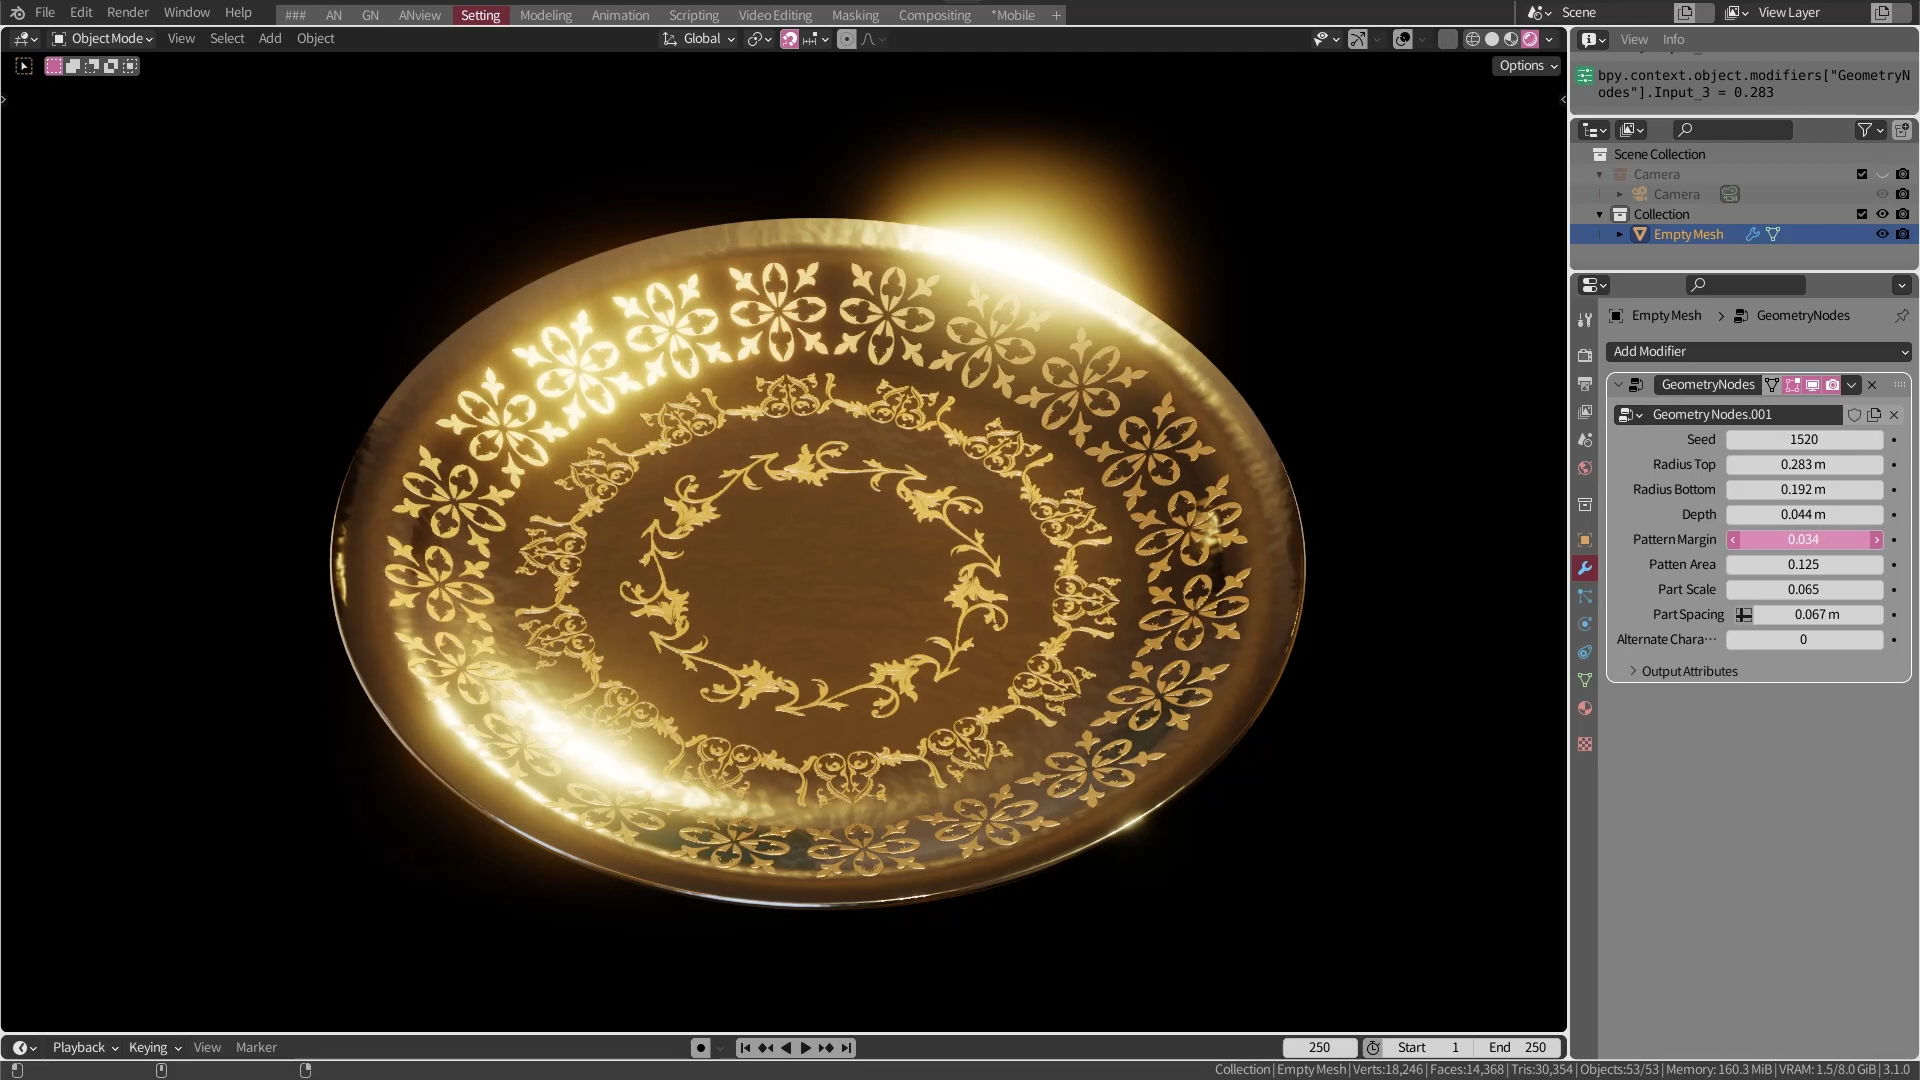 File Edit Render Window Help ### AN GN ANview Setting Modeling Animation Scripting Video Editing Masking Compositing *Mobile + Scene View Layer
Object Mode View Select Add Object Global View Info
Options
bpy.context.object.modifiers["GeometryN
odes"].Input_3 = 0.283
Scene Collection
Camera
Camera
Collection
Empty Mesh
Empty Mesh > GeometryNodes
Add Modifier
GeometryNodes
Geometry Nodes.001
Seed 1520
Radius Top 0.283 m
Radius Bottom 0.192 m
Depth 0.044 m
Pattern Margin 0.034
Patten Area 0.125
Part Scale 0.065
Part Spacing 0.067 m
Alternate Chara… 0
Output Attributes
Playback Keying View Marker 250 Start 1 End 250
Collection | Empty Mesh | Verts:18,246 | Faces:14,368 | Tris:30,354 | Objects:53/53 | Memory: 160.3 MiB | VRAM: 1.5/8.0 GiB | 3.1.0